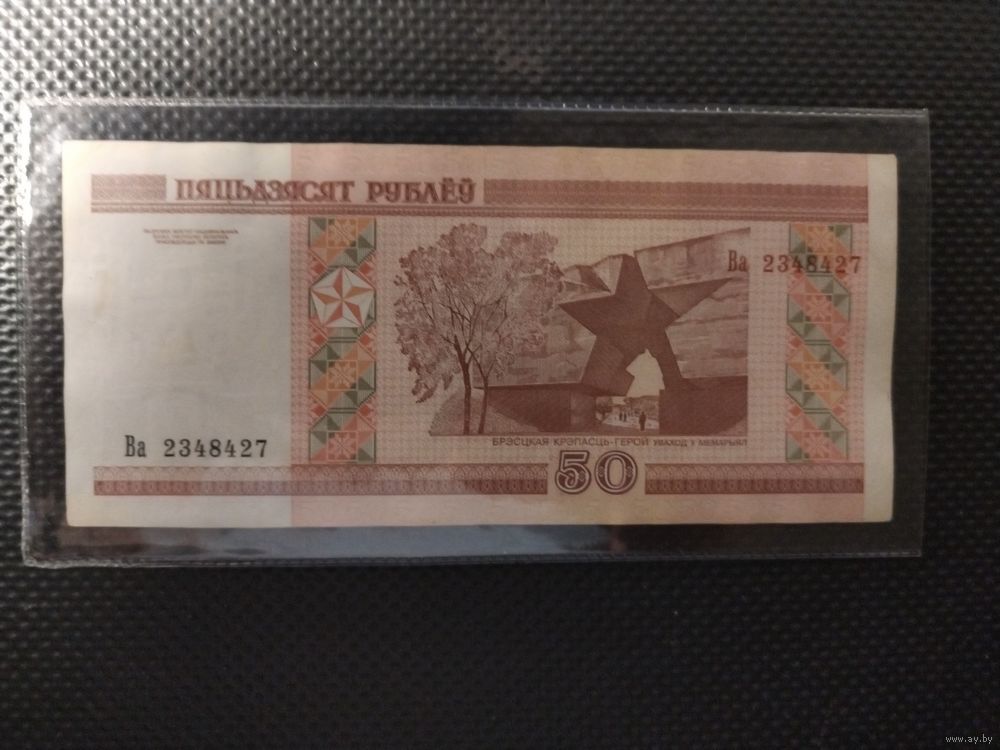 ПЯЦЬДЗЯСЯТ РУБЛЁЎ
Ва 2348427
БРЭСЦКАЯ КРЭПАСЦЬ-ГЕРОЙ УВАХОД У МЕМАРЫЯЛ
Ва 2348427
50
www.ay.by